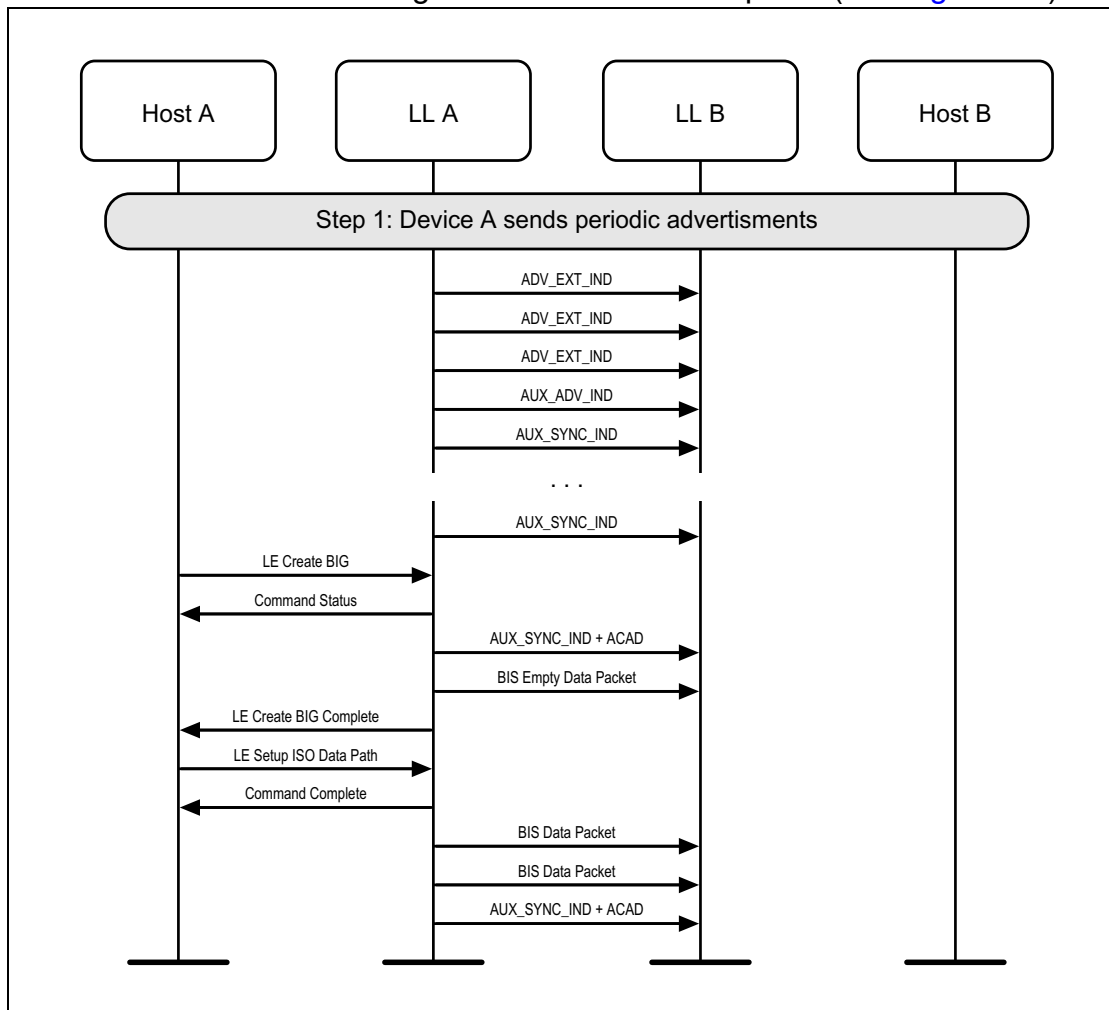 Host A
LL A
LL B
Host B
Step 1: Device A sends periodic advertisments
ADV_EXT_IND
ADV_EXT_IND
ADV_EXT_IND
AUX_ADV_IND
AUX_SYNC_IND
. . .
AUX_SYNC_IND
LE Create BIG
Command Status
AUX_SYNC_IND + ACAD
BIS Empty Data Packet
LE Create BIG Complete
LE Setup ISO Data Path
Command Complete
BIS Data Packet
BIS Data Packet
AUX_SYNC_IND + ACAD